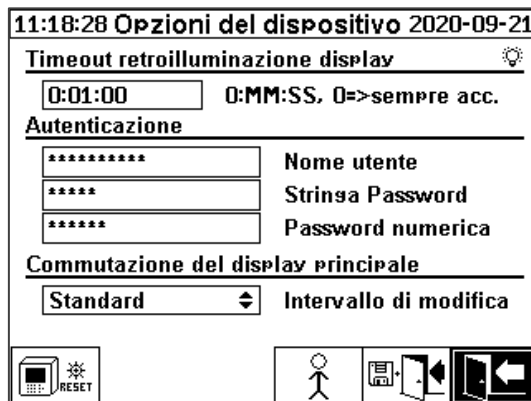 11:18:28 Opzioni del dispositivo 2020-09-21
Timeout retroilluminazione display
0:01:00 0:MM:SS, 0=>sempre acc.
Autenticazione
********** Nome utente
***** Stringa Password
****** Password numerica
Commutazione del display principale
Standard Intervallo di modifica
RESET